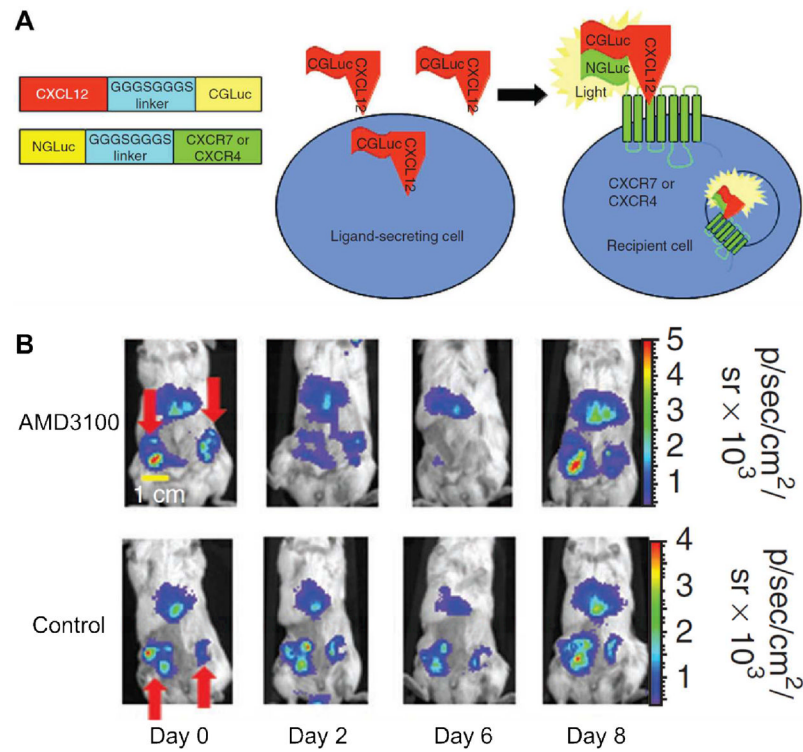 A
CXCL12
GGGSGGGS
linker
CGLuc
NGLuc
GGGSGGGS
linker
CXCR7 or
CXCR4
CGLuc
CXCL12
CGLuc
CXCL12
CGLuc
CXCL12
Ligand-secreting cell
CGLuc
NGLuc
CXCL12
Light
CXCR7 or
CXCR4
Recipient cell
B
AMD3100
1 cm
5
4
3
2
1
p/sec/cm²/
sr × 10³
Control
4
3
2
1
p/sec/cm²/
sr × 10³
Day 0
Day 2
Day 6
Day 8